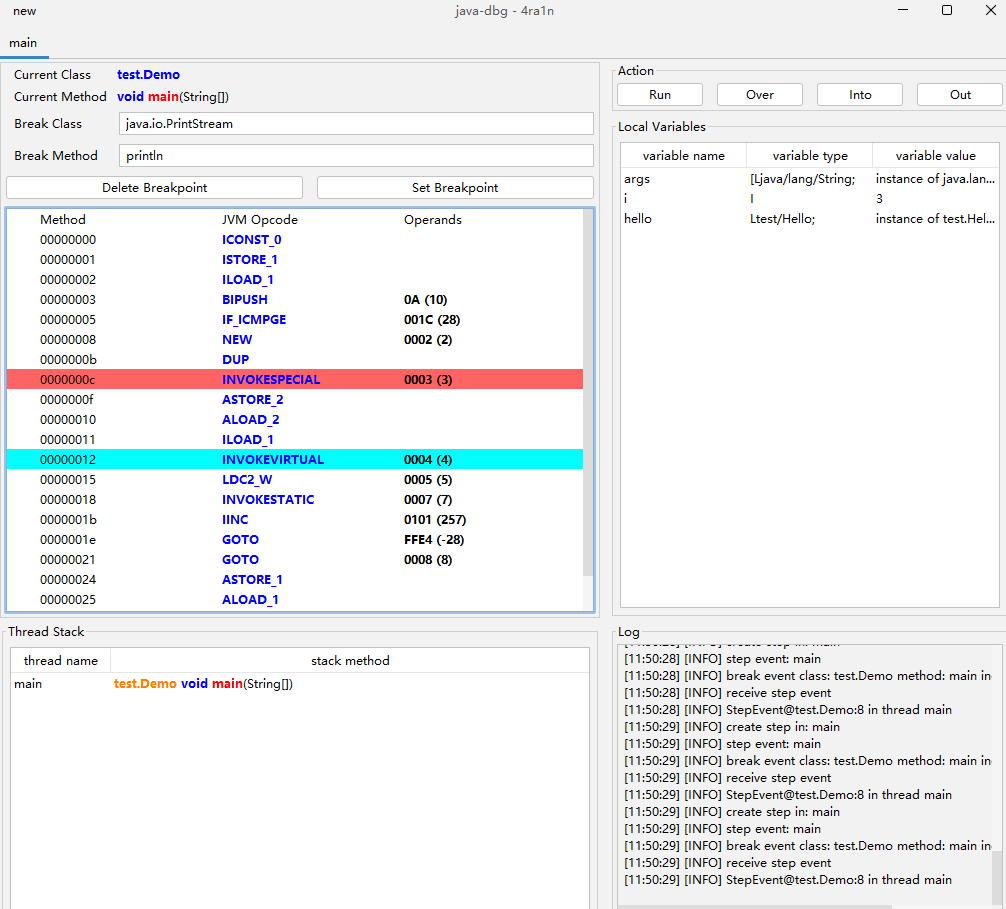 new
java-dbg - 4ra1n
main
Current Class test.Demo
Current Method void main(String[])
Break Class java.io.PrintStream
Break Method println
Delete Breakpoint Set Breakpoint
Method JVM Opcode Operands
00000000 ICONST_0
00000001 ISTORE_1
00000002 ILOAD_1
00000003 BIPUSH 0A (10)
00000005 IF_ICMPGE 001C (28)
00000008 NEW 0002 (2)
0000000b DUP
0000000c INVOKESPECIAL 0003 (3)
0000000f ASTORE_2
00000010 ALOAD_2
00000011 ILOAD_1
00000012 INVOKEVIRTUAL 0004 (4)
00000015 LDC2_W 0005 (5)
00000018 INVOKESTATIC 0007 (7)
0000001b IINC 0101 (257)
0000001e GOTO FFE4 (-28)
00000021 GOTO 0008 (8)
00000024 ASTORE_1
00000025 ALOAD_1
Action
Run Over Into Out
Local Variables
variable name variable type variable value
args [Ljava/lang/String; instance of java.lan...
i I 3
hello Ltest/Hello; instance of test.Hel...
Thread Stack
thread name stack method
main test.Demo void main(String[])
Log
[11:50:28] [INFO] create step in: main
[11:50:28] [INFO] step event: main
[11:50:28] [INFO] break event class: test.Demo method: main in
[11:50:28] [INFO] receive step event
[11:50:28] [INFO] StepEvent@test.Demo:8 in thread main
[11:50:29] [INFO] create step in: main
[11:50:29] [INFO] step event: main
[11:50:29] [INFO] break event class: test.Demo method: main in
[11:50:29] [INFO] receive step event
[11:50:29] [INFO] StepEvent@test.Demo:8 in thread main
[11:50:29] [INFO] create step in: main
[11:50:29] [INFO] step event: main
[11:50:29] [INFO] break event class: test.Demo method: main in
[11:50:29] [INFO] receive step event
[11:50:29] [INFO] StepEvent@test.Demo:8 in thread main